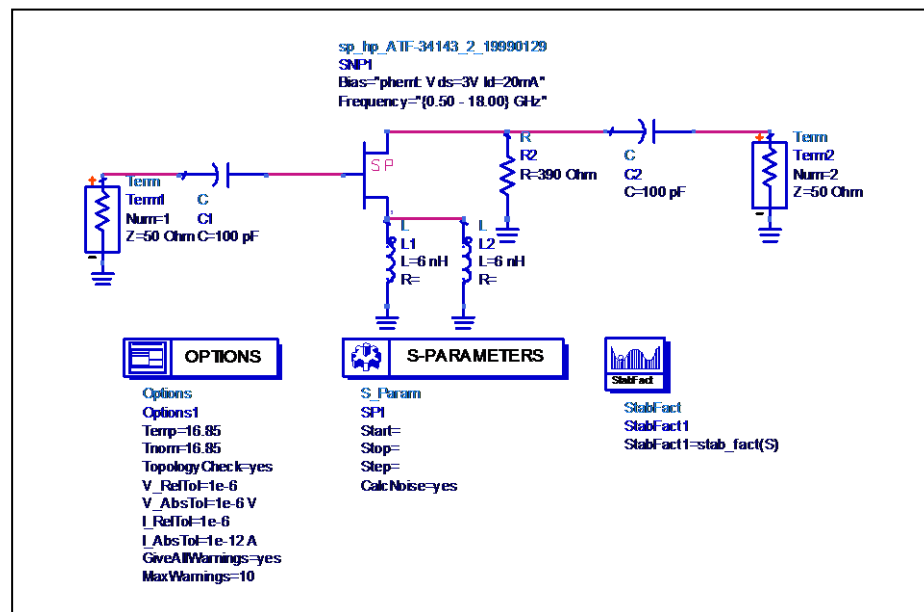 sp_hp_ATF-34143_2_19990129
SNP1
Bias="phemt: Vds=3V Id=20mA"
Frequency="{0.50 - 18.00} GHz"
SP
Term
Term1
Num=1
Z=50 Ohm
C
C1
C=100 pF
R
R2
R=390 Ohm
C
C2
C=100 pF
Term
Term2
Num=2
Z=50 Ohm
L
L1
L=6 nH
R=
L
L2
L=6 nH
R=
OPTIONS
Options
Options1
Temp=16.85
Tnom=16.85
TopologyCheck=yes
V_RelTol=1e-6
V_AbsTol=1e-6 V
I_RelTol=1e-6
I_AbsTol=1e-12 A
GiveAllWarnings=yes
MaxWarnings=10
S-PARAMETERS
S_Param
SP1
Start=
Stop=
Step=
CalcNoise=yes
StabFact
StabFact
StabFact1
StabFact1=stab_fact(S)